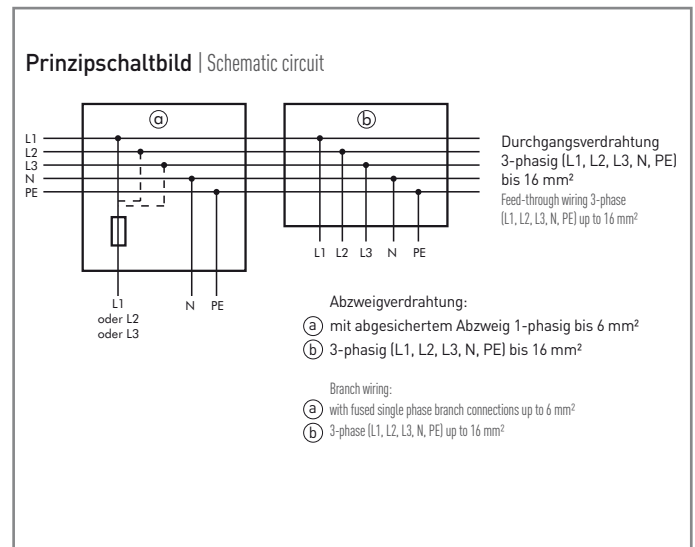 Prinzipschaltbild | Schematic circuit
ⓐ
ⓑ
L1
L2
L3
N
PE
L1
oder L2
oder L3
N
PE
L1 L2 L3 N PE
Durchgangsverdrahtung
3-phasig (L1, L2, L3, N, PE)
bis 16 mm²
Feed-through wiring 3-phase
(L1, L2, L3, N, PE) up to 16 mm²
Abzweigverdrahtung:
ⓐ mit abgesichertem Abzweig 1-phasig bis 6 mm²
ⓑ 3-phasig (L1, L2, L3, N, PE) bis 16 mm²
Branch wiring:
ⓐ with fused single phase branch connections up to 6 mm²
ⓑ 3-phase (L1, L2, L3, N, PE) up to 16 mm²